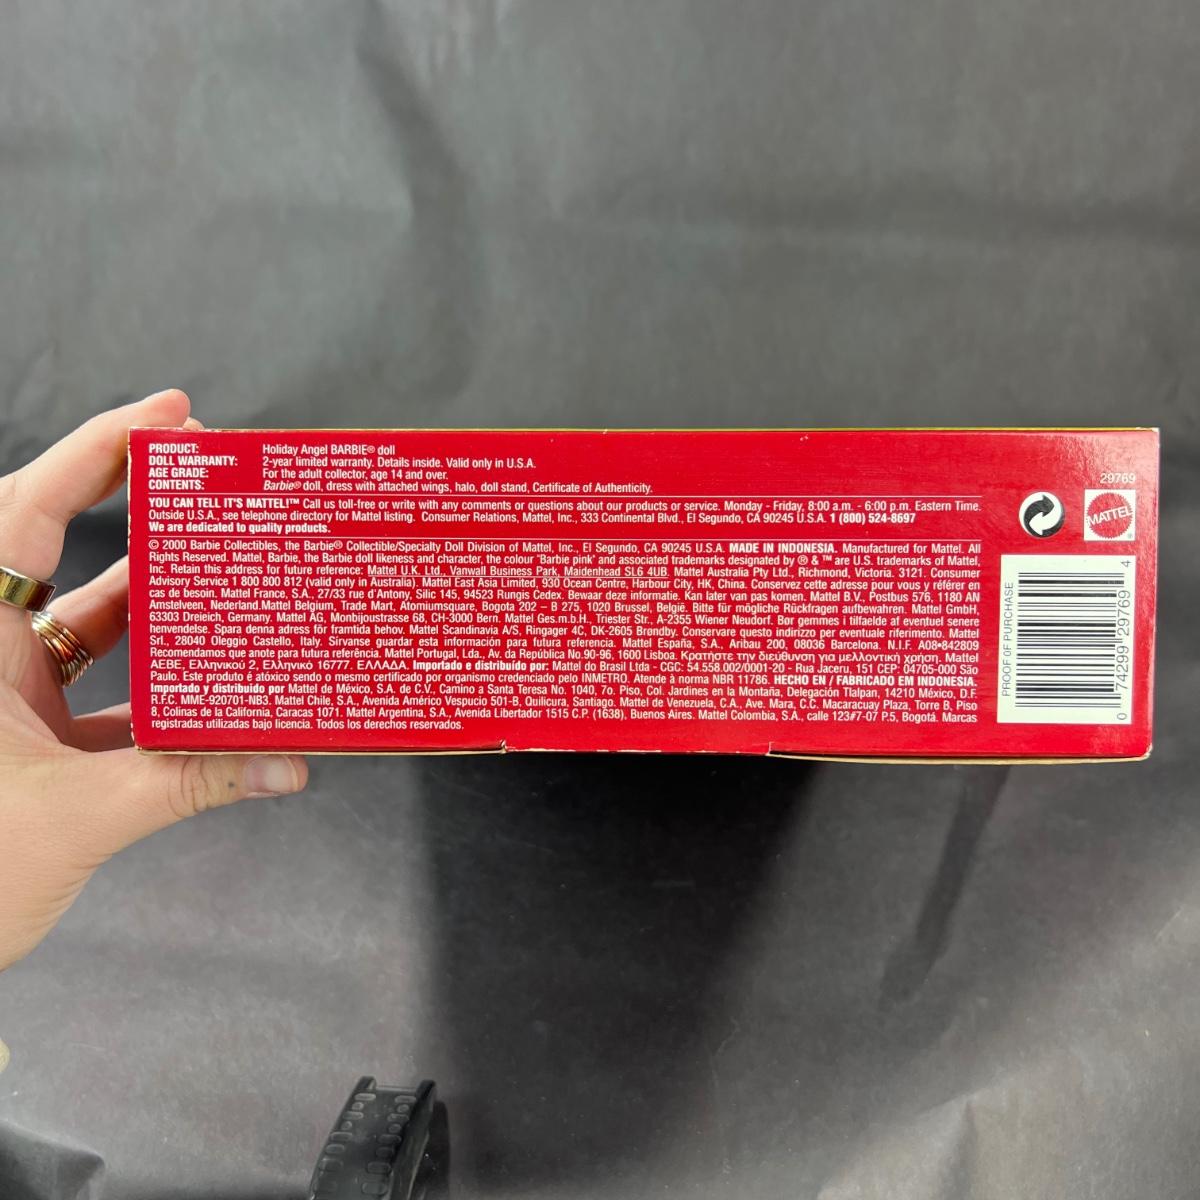 PRODUCT: Holiday Angel BARBIE® doll
DOLL WARRANTY: 2-year limited warranty. Details inside. Valid only in U.S.A.
AGE GRADE: For the adult collector, age 14 and over.
CONTENTS: Barbie® doll, dress with attached wings, halo, doll stand, Certificate of Authenticity.
YOU CAN TELL IT'S MATTEL!™ Call us toll-free or write with any comments or questions about our products or service. Monday - Friday, 8:00 a.m. - 6:00 p.m. Eastern Time.
Outside U.S.A., see telephone directory for Mattel listing. Consumer Relations, Mattel, Inc., 333 Continental Blvd., El Segundo, CA 90245 U.S.A. 1 (800) 524-8697
We are dedicated to quality products.
© 2000 Barbie Collectibles, the Barbie® Collectible/Specialty Doll Division of Mattel, Inc., El Segundo, CA 90245 U.S.A. MADE IN INDONESIA. Manufactured for Mattel. All
Rights Reserved. Mattel, Barbie, the Barbie doll likeness and character, the colour "Barbie pink" and associated trademarks designated by ® & ™ are U.S. trademarks of Mattel,
Inc. Retain this address for future reference: Mattel U.K. Ltd., Vanwall Business Park, Maidenhead SL6 4UB. Mattel Australia Pty Ltd., Richmond, Victoria. 3121. Consumer
Advisory Service 1 800 800 812 (valid only in Australia). Mattel East Asia Limited, 930 Ocean Centre, Harbour City, HK, China. Conservez cette adresse pour vous y référer en
cas de besoin. Mattel France, S.A., 27/33 rue d'Antony, Silic 145, 94523 Rungis Cedex. Bewaar deze informatie. Kan later van pas komen. Mattel B.V., Postbus 576, 1180 AN
Amstelveen, Nederland.Mattel Belgium, Trade Mart, Atomiumsquare, Bogota 202 – B 275, 1020 Brussel, België. Bitte für mögliche Rückfragen aufbewahren. Mattel GmbH,
63303 Dreieich, Germany. Mattel AG, Monbijoustrasse 68, CH-3000 Bern. Mattel Ges.m.b.H., Triester Str., A-2355 Wiener Neudorf. Bør gemmes i tilfaelde af eventuel senere
henvendelse. Spara denna adress för framtida behov. Mattel Scandinavia A/S, Ringager 4C, DK-2605 Brøndby. Conservare questo indirizzo per eventuale riferimento. Mattel
Srl., 28040 Oleggio Castello, Italy. Sírvanse guardar esta información para futura referencia. Mattel España, S.A., Aribau 200, 08036 Barcelona. N.I.F. A08•842809
Recomendamos que anote para futura referência. Mattel Portugal, Lda., Av. da República No.90-96, 1600 Lisboa. Κρατήστε την διεύθυνση για μελλοντική χρήση. Mattel
AEBE, Ελληνικού 2, Ελληνικό 16777. ΕΛΛΑΔΑ. Importado e distribuído por: Mattel do Brasil Ltda - CGC: 54.558.002/0001-20 - Rua Jaceru, 151 CEP 04705-000 São
Paulo. Este produto é atóxico sendo o mesmo certificado por organismo credenciado pelo INMETRO. Atende à norma NBR 11786. HECHO EN / FABRICADO EM INDONESIA.
Importado y distribuido por Mattel de México, S.A. de C.V., Camino a Santa Teresa No. 1040, 7o. Piso, Col. Jardines en la Montaña, Delegación Tlalpan, 14210 México, D.F.
R.F.C. MME-920701-NB3. Mattel Chile, S.A., Avenida Américo Vespucio 501-B, Quilicura, Santiago. Mattel de Venezuela, C.A., Ave. Mara, C.C. Macaracuay Plaza, Torre B, Piso
8, Colinas de la California, Caracas 1071. Mattel Argentina, S.A., Avenida Libertador 1515 C.P. (1638), Buenos Aires. Mattel Colombia, S.A., calle 123#7-07 P.5, Bogotá. Marcas
registradas utilizadas bajo licencia. Todos los derechos reservados.
29769
MATTEL
PROOF OF PURCHASE
0 74299 29769 4